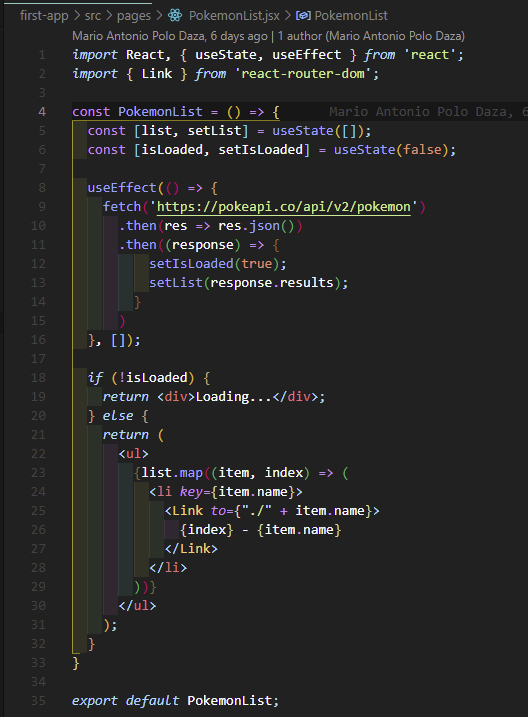 first-app > src > pages > PokemonList.jsx > PokemonList
Mario Antonio Polo Daza, 6 days ago | 1 author (Mario Antonio Polo Daza)
1 import React, { useState, useEffect } from 'react';
2 import { Link } from 'react-router-dom';
3
4 const PokemonList = () => { Mario Antonio Polo Daza, 6
5   const [list, setList] = useState([]);
6   const [isLoaded, setIsLoaded] = useState(false);
7
8   useEffect(() => {
9     fetch('https://pokeapi.co/api/v2/pokemon')
10       .then(res => res.json())
11       .then((response) => {
12           setIsLoaded(true);
13           setList(response.results);
14         }
15       )
16   }, []);
17
18   if (!isLoaded) {
19     return <div>Loading...</div>;
20   } else {
21     return (
22       <ul>
23         {list.map((item, index) => (
24           <li key={item.name}>
25             <Link to={"./" + item.name}>
26               {index} - {item.name}
27             </Link>
28           </li>
29         ))}
30       </ul>
31     );
32   }
33 }
34
35 export default PokemonList;